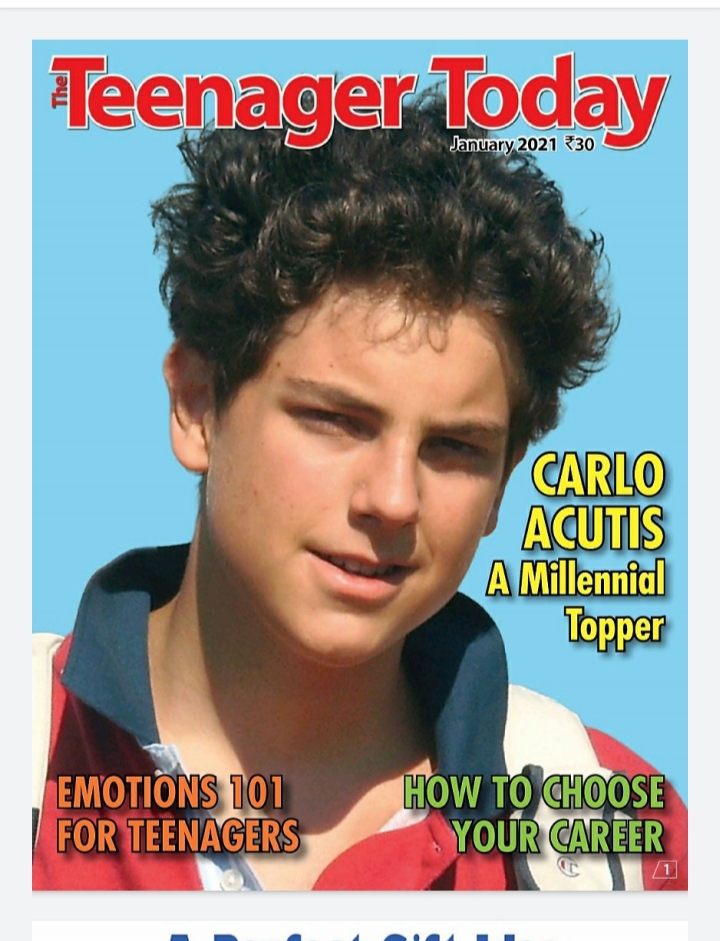 The Teenager Today
January 2021 ₹30
CARLO
ACUTIS
A Millennial
Topper
EMOTIONS 101
FOR TEENAGERS
HOW TO CHOOSE
YOUR CAREER
1